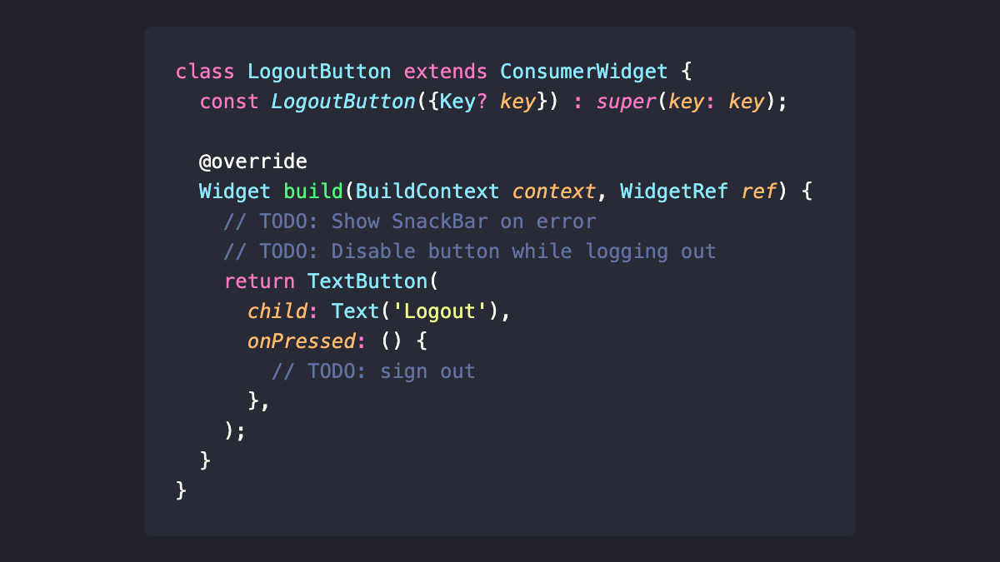 class LogoutButton extends ConsumerWidget {
  const LogoutButton({Key? key}) : super(key: key);

  @override
  Widget build(BuildContext context, WidgetRef ref) {
    // TODO: Show SnackBar on error
    // TODO: Disable button while logging out
    return TextButton(
      child: Text('Logout'),
      onPressed: () {
        // TODO: sign out
      },
    );
  }
}